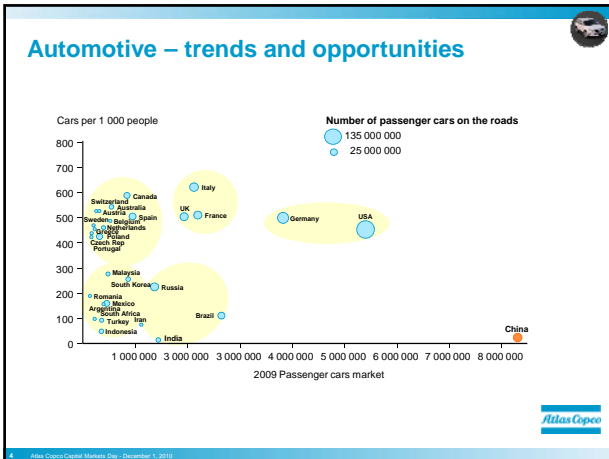 Automotive – trends and opportunities
Cars per 1 000 people
Number of passenger cars on the roads
135 000 000
25 000 000
800
700
600
500
400
300
200
100
0
Italy
Canada
Switzerland
Australia
Austria
UK
France
Germany
USA
Sweden
Belgium
Spain
Netherlands
Greece
Poland
Czech Rep
Portugal
Malaysia
South Korea
Russia
Romania
Mexico
Argentina
South Africa
Brazil
Turkey
Iran
Indonesia
India
China
1 000 000
3 000 000
3 000 000
4 000 000
5 000 000
6 000 000
7 000 000
8 000 000
2009 Passenger cars market
Atlas Copco
4 Atlas Copco Capital Markets Day - December 1, 2010